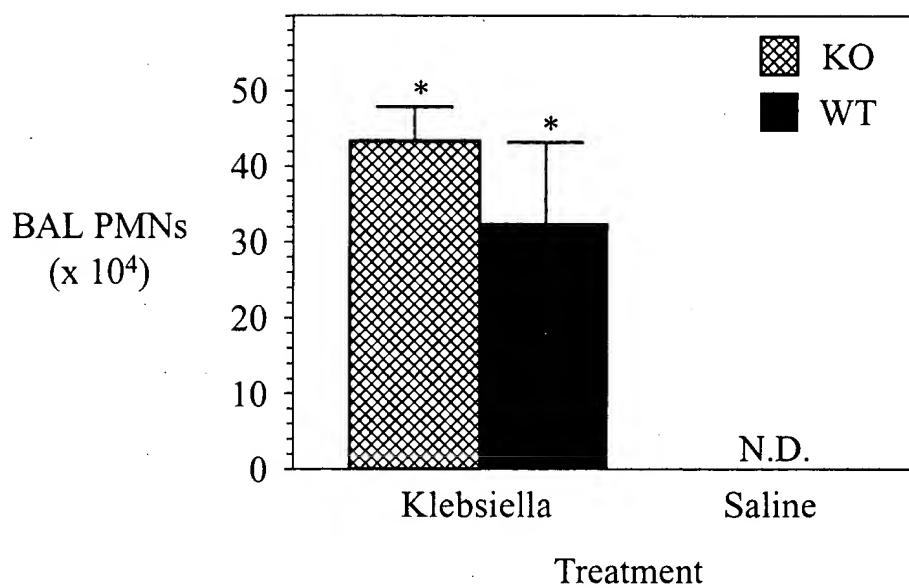 KO
WT
50
40
30
20
10
0
BAL PMNs
(x 10⁴)
*
*
N.D.
Klebsiella
Saline
Treatment